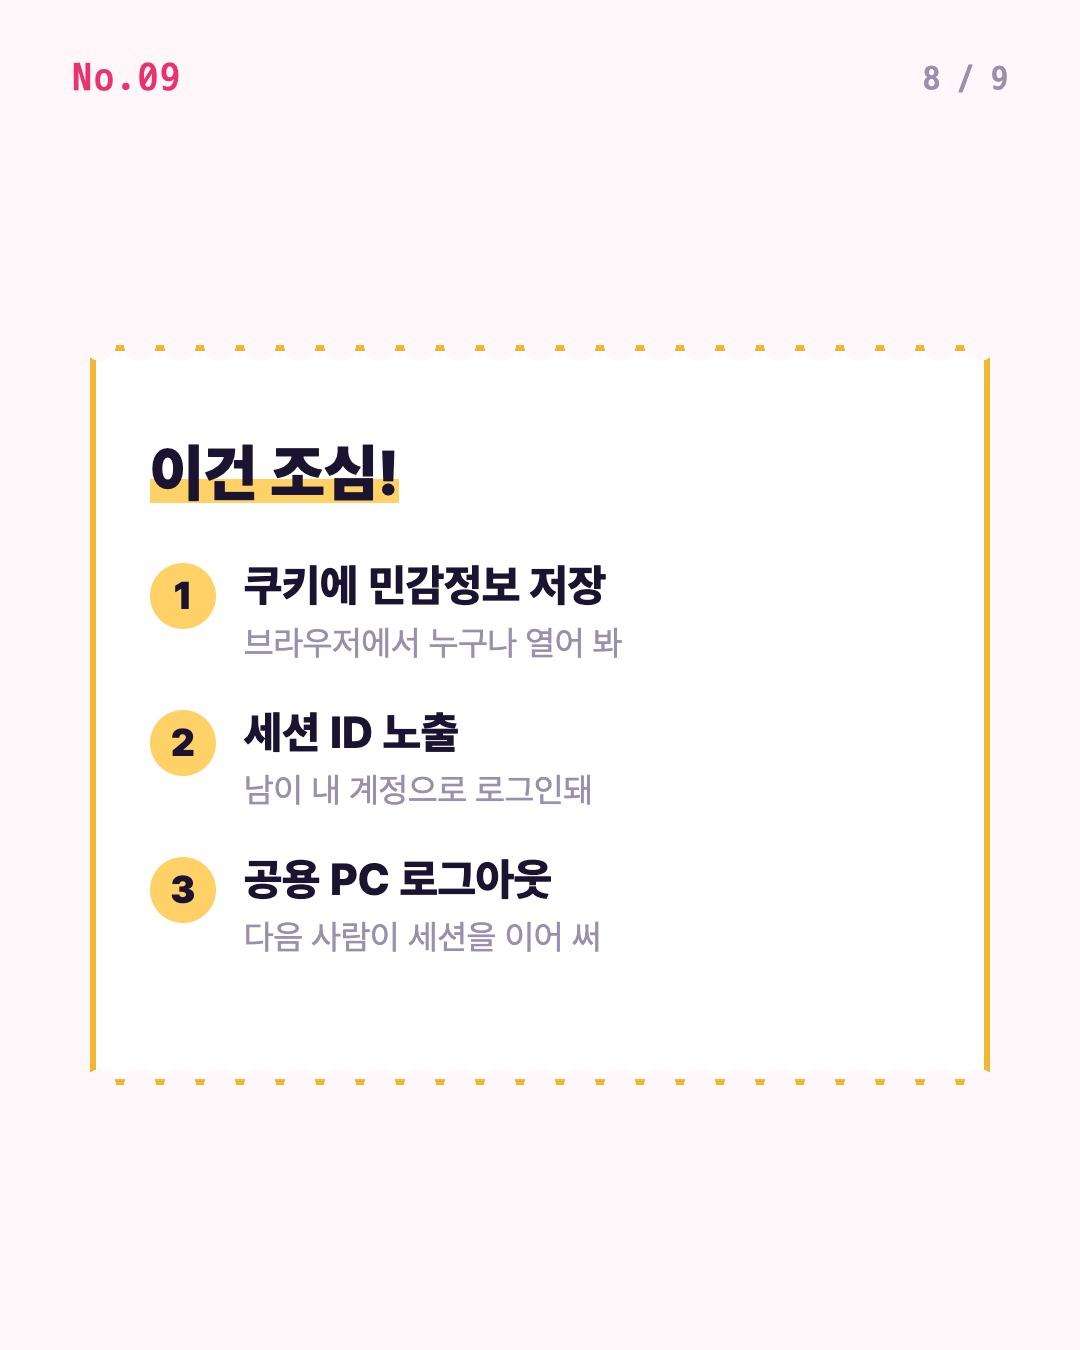 No.09
8 / 9
이건 조심!
1
쿠키에 민감정보 저장
브라우저에서 누구나 열어 봐
2
세션 ID 노출
남이 내 계정으로 로그인돼
3
공용 PC 로그아웃
다음 사람이 세션을 이어 써